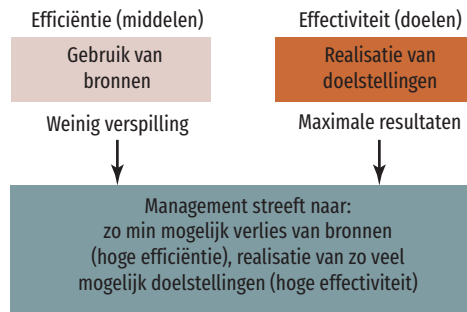 Efficiëntie (middelen)
Effectiviteit (doelen)
Gebruik van
bronnen
Realisatie van
doelstellingen
Weinig verspilling
Maximale resultaten
Management streeft naar:
zo min mogelijk verlies van bronnen
(hoge efficiëntie), realisatie van zo veel
mogelijk doelstellingen (hoge effectiviteit)